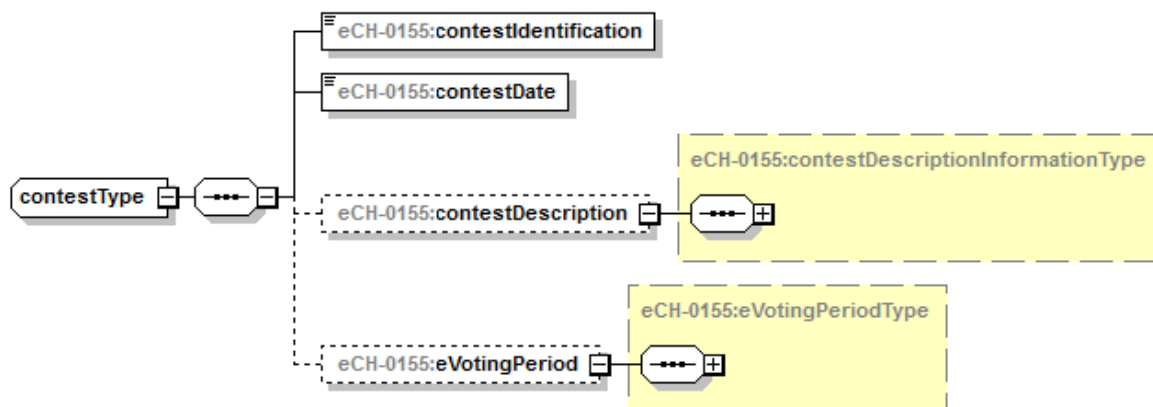 eCH-0155:contestIdentification
eCH-0155:contestDate
eCH-0155:contestDescriptionInformationType
contestType
eCH-0155:contestDescription
eCH-0155:eVotingPeriodType
eCH-0155:eVotingPeriod